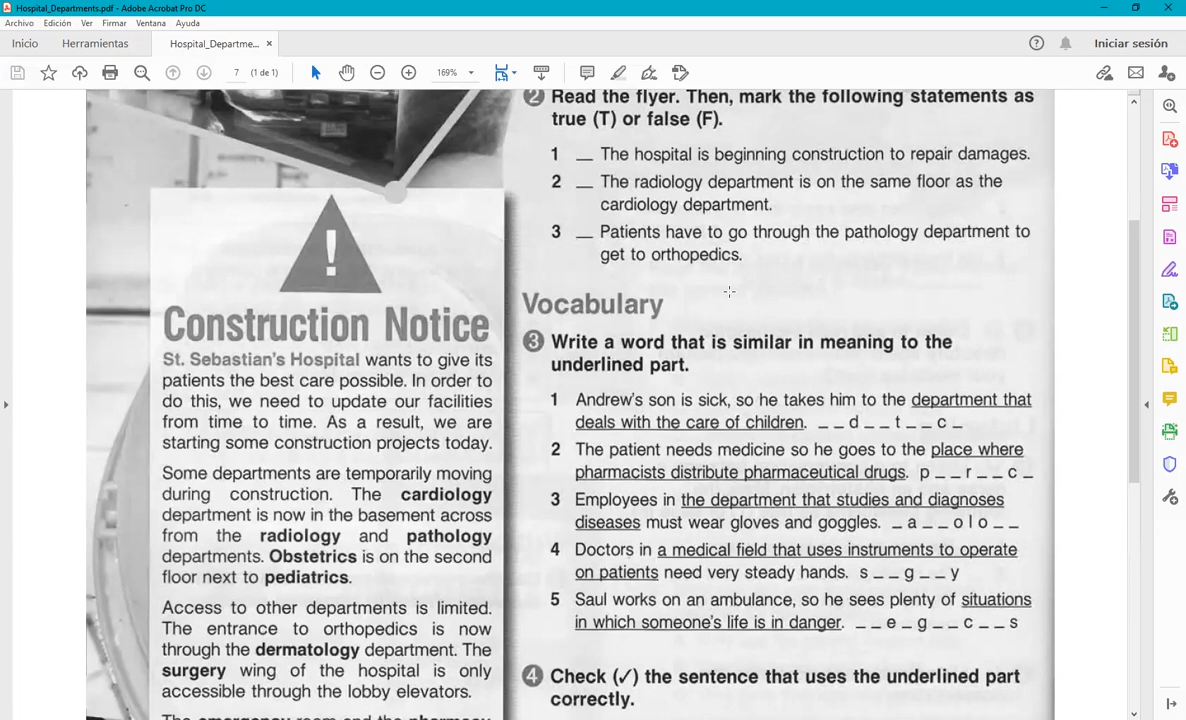 Hospital_Departments.pdf - Adobe Acrobat Pro DC
Archivo Edición Ver Firmar Ventana Ayuda
Inicio Herramientas Hospital_Departme... × Iniciar sesión
7 (1 de 1) 169%
Construction Notice
St. Sebastian's Hospital wants to give its
patients the best care possible. In order to
do this, we need to update our facilities
from time to time. As a result, we are
starting some construction projects today.
Some departments are temporarily moving
during construction. The cardiology
department is now in the basement across
from the radiology and pathology
departments. Obstetrics is on the second
floor next to pediatrics.
Access to other departments is limited.
The entrance to orthopedics is now
through the dermatology department. The
surgery wing of the hospital is only
accessible through the lobby elevators.
The emergency room and the pharmacy
2 Read the flyer. Then, mark the following statements as
true (T) or false (F).
1 __ The hospital is beginning construction to repair damages.
2 __ The radiology department is on the same floor as the
cardiology department.
3 __ Patients have to go through the pathology department to
get to orthopedics.
Vocabulary
3 Write a word that is similar in meaning to the
underlined part.
1 Andrew's son is sick, so he takes him to the department that
deals with the care of children. _ _ d _ _ t _ _ c _
2 The patient needs medicine so he goes to the place where
pharmacists distribute pharmaceutical drugs. p _ _ r _ _ c _
3 Employees in the department that studies and diagnoses
diseases must wear gloves and goggles. _ a _ _ o l o _ _
4 Doctors in a medical field that uses instruments to operate
on patients need very steady hands. s _ _ g _ _ y
5 Saul works on an ambulance, so he sees plenty of situations
in which someone's life is in danger. _ _ e _ g _ _ c _ _ s
4 Check (✓) the sentence that uses the underlined part
correctly.